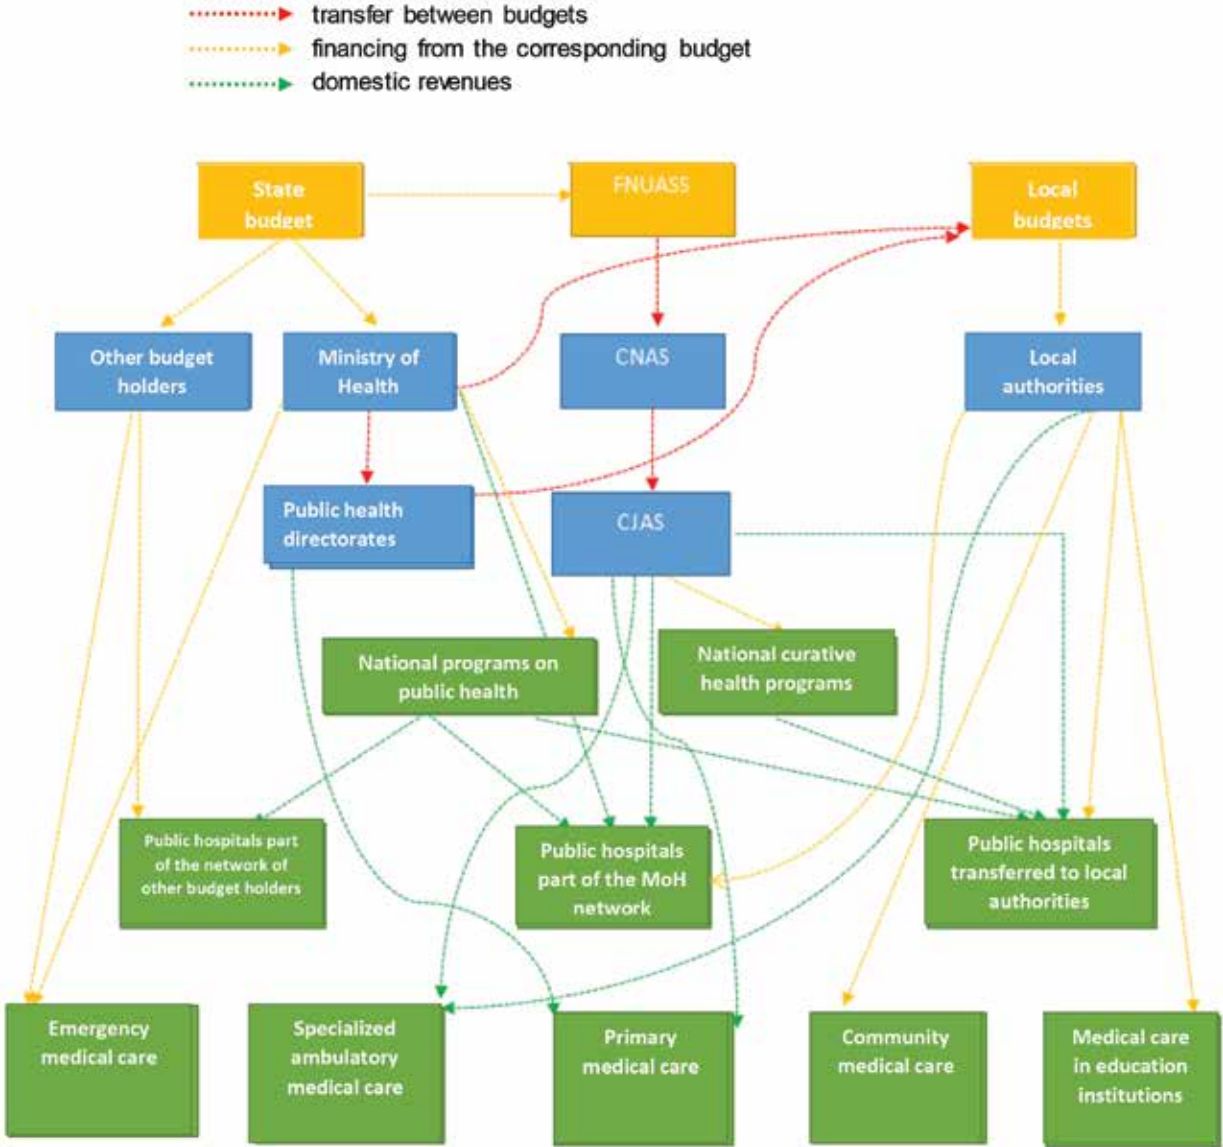 transfer between budgets
financing from the corresponding budget
domestic revenues
State
budget
FNUASS
Local
budgets
Other budget
holders
Ministry of
Health
CNAS
Local
authorities
Public health
directorates
CJAS
National programs on
public health
National curative
health programs
Public hospitals part
of the network of
other budget holders
Public hospitals
part of the MoH
network
Public hospitals
transferred to local
authorities
Emergency
medical care
Specialized
ambulatory
medical care
Primary
medical care
Community
medical care
Medical care
in education
institutions